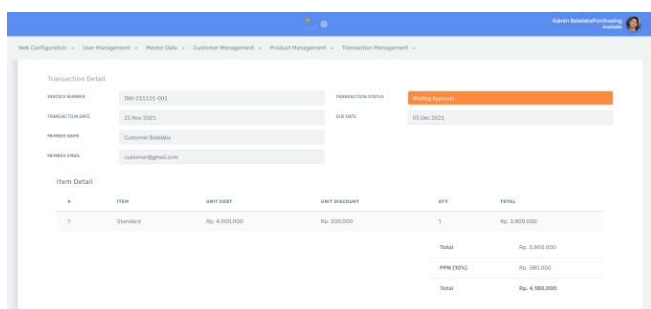 Admin BalelabsPurchasing
Available
Web Configuration User Management Master Data Customer Management Product Management Transaction Management
Transaction Detail
INVOICE NUMBER INV-211121-001 TRANSACTION STATUS Waiting Approval
TRANSACTION DATE 21 Nov 2021 DUE DATE 05 Dec 2021
MEMBER NAME Customer Balelabs
MEMBER EMAIL customer@gmail.com
Item Detail
# ITEM UNIT COST UNIT DISCOUNT QTY TOTAL
1 Standard Rp. 4,000,000 Rp. 200,000 1 Rp. 3,800,000
Total Rp. 3,800,000
PPN (10%) Rp. 380,000
Total Rp. 4,180,000